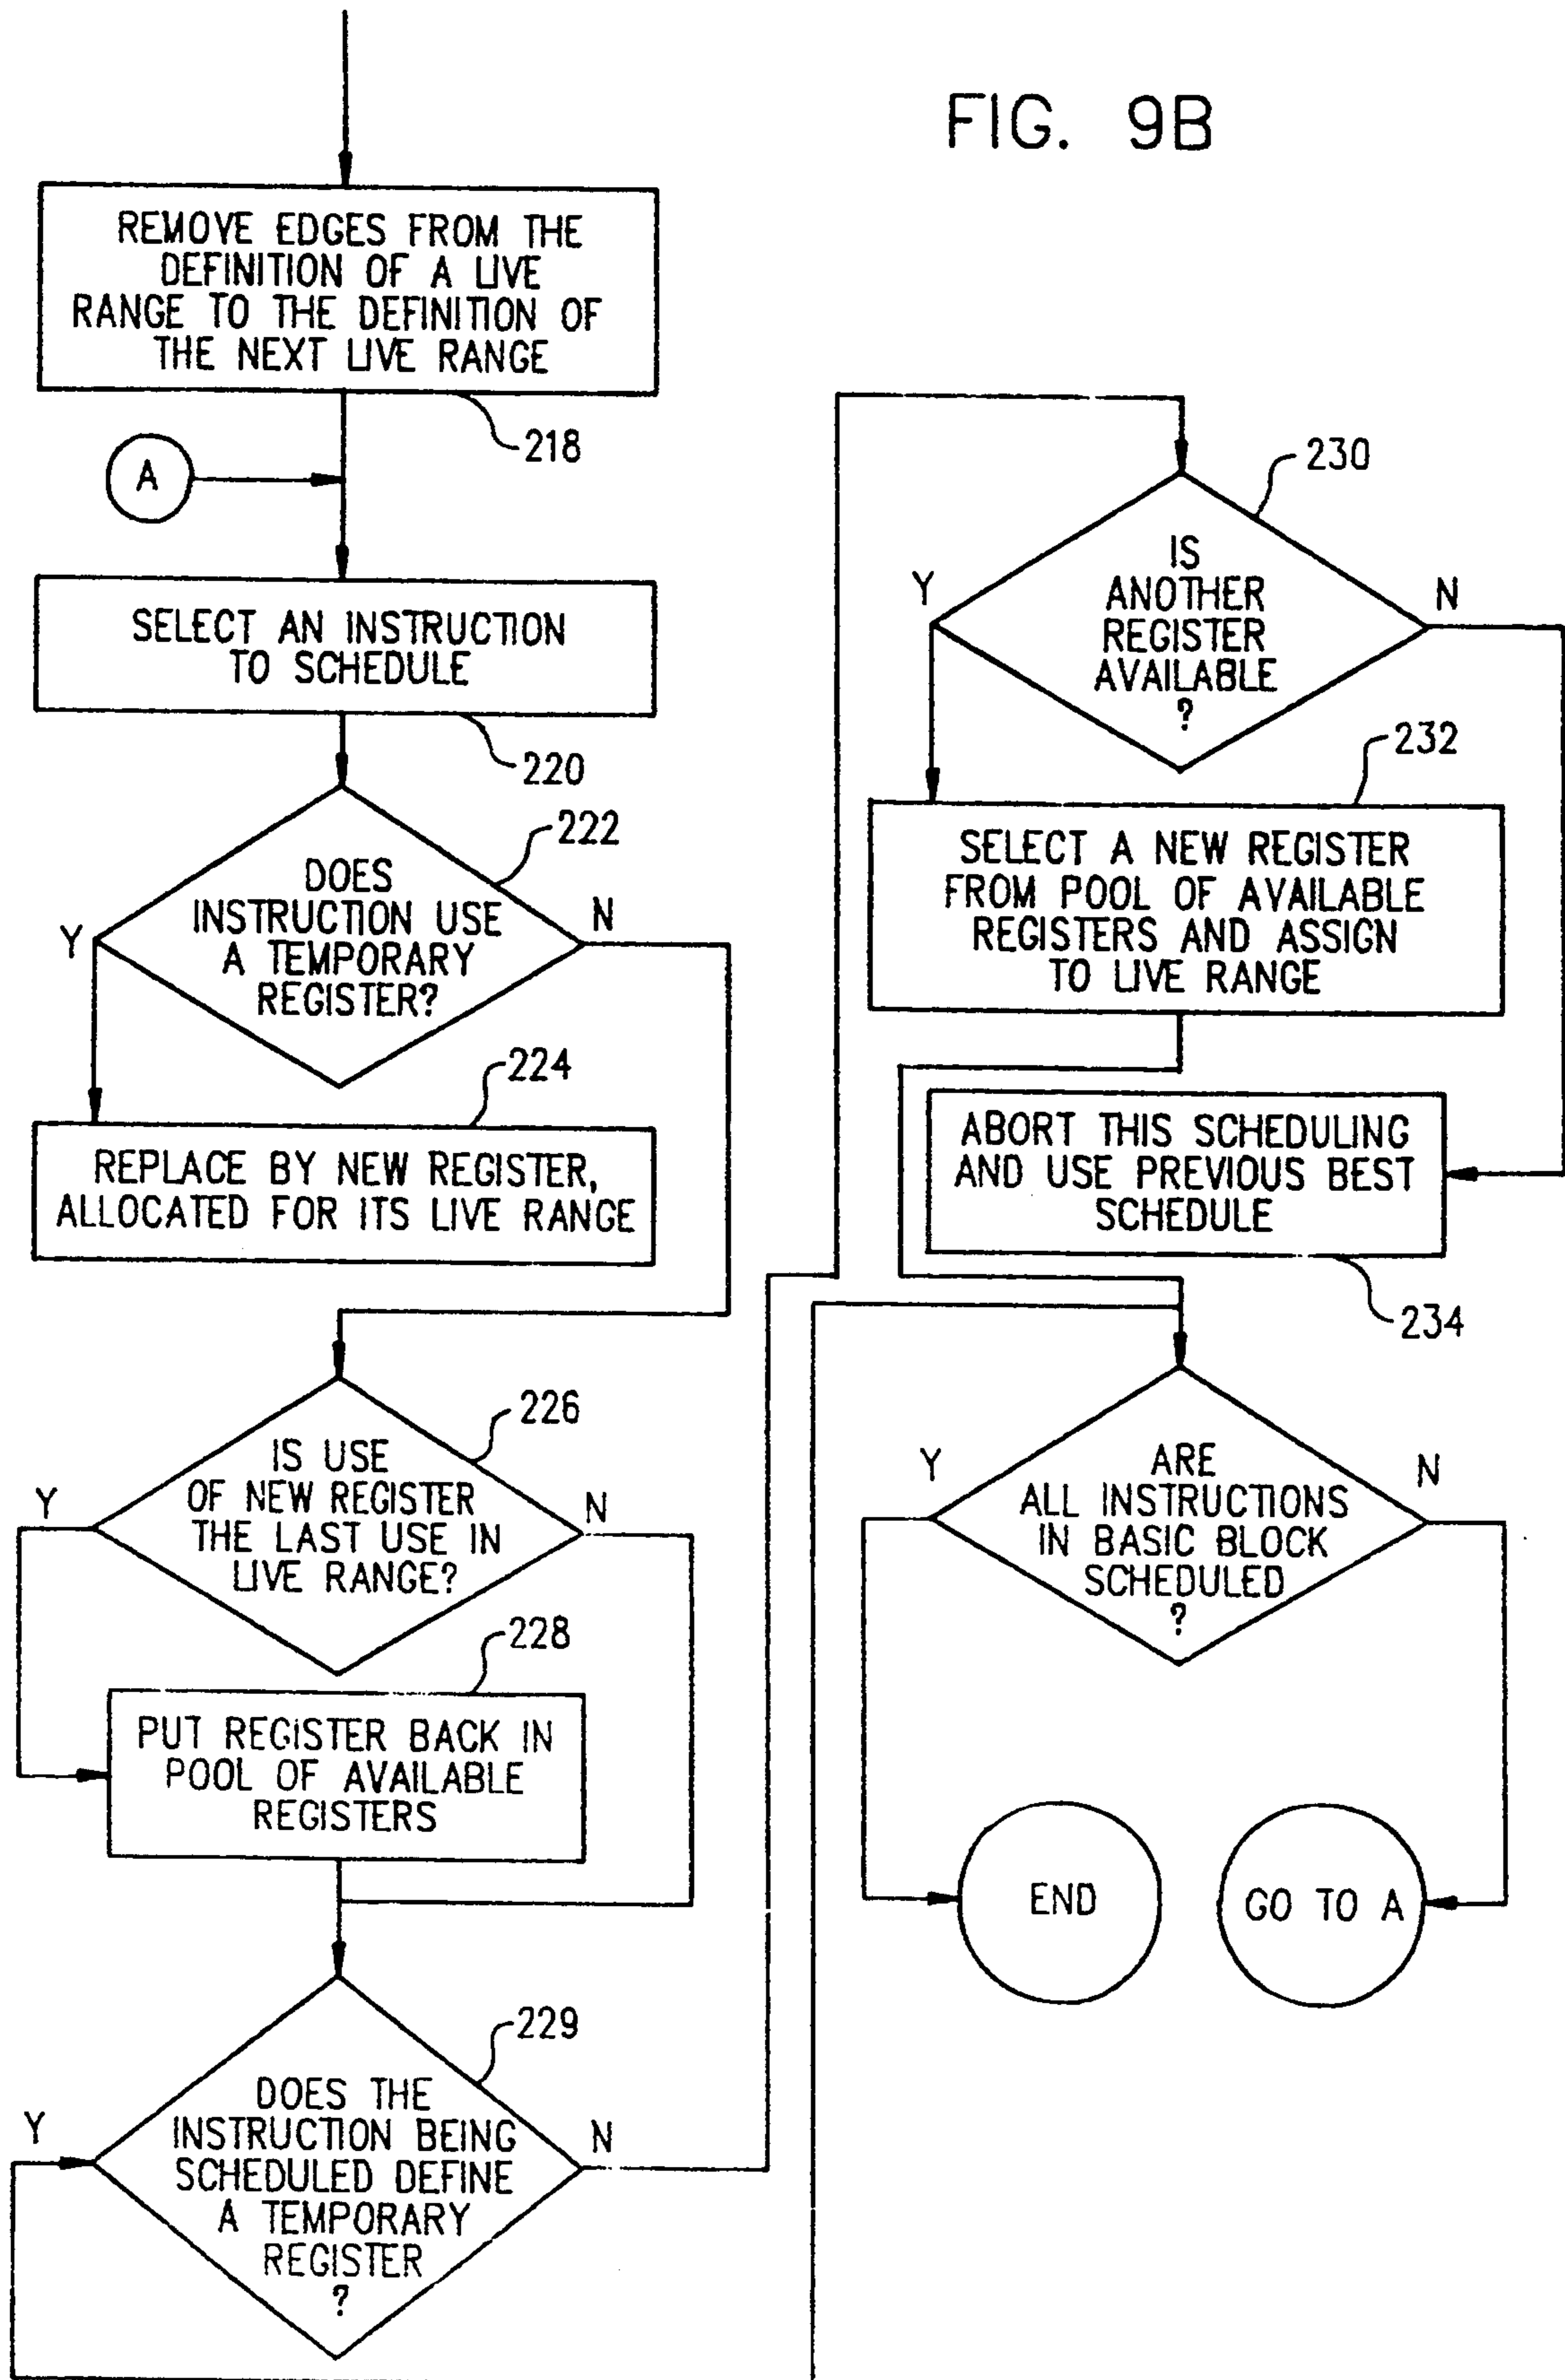 FIG. 9B
REMOVE EDGES FROM THE
DEFINITION OF A LIVE
RANGE TO THE DEFINITION OF
THE NEXT LIVE RANGE
218
A
SELECT AN INSTRUCTION
TO SCHEDULE
220
222
DOES
INSTRUCTION USE
A TEMPORARY
REGISTER?
Y
N
224
REPLACE BY NEW REGISTER,
ALLOCATED FOR ITS LIVE RANGE
226
IS USE
OF NEW REGISTER
THE LAST USE IN
LIVE RANGE?
Y
N
228
PUT REGISTER BACK IN
POOL OF AVAILABLE
REGISTERS
229
DOES THE
INSTRUCTION BEING
SCHEDULED DEFINE
A TEMPORARY
REGISTER
?
Y
N
230
IS
ANOTHER
REGISTER
AVAILABLE
?
Y
N
232
SELECT A NEW REGISTER
FROM POOL OF AVAILABLE
REGISTERS AND ASSIGN
TO LIVE RANGE
ABORT THIS SCHEDULING
AND USE PREVIOUS BEST
SCHEDULE
234
ARE
ALL INSTRUCTIONS
IN BASIC BLOCK
SCHEDULED
?
Y
N
END
GO TO A